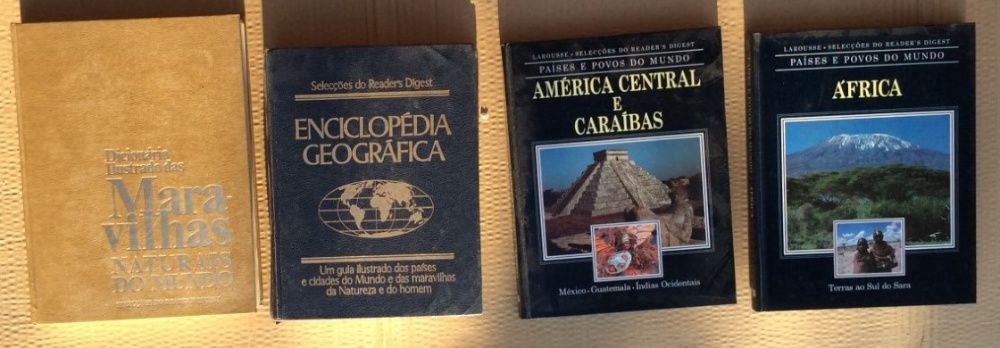 Dicionário
Ilustrado das
Mara-
vilhas
NATURAIS
DO MUNDO
Selecções do Reader's Digest
ENCICLOPÉDIA
GEOGRÁFICA
Um guia ilustrado dos países
e cidades do Mundo e das maravilhas
da Natureza e do homem
LAROUSSE • SELECÇÕES DO READER'S DIGEST
PAÍSES E POVOS DO MUNDO
AMÉRICA CENTRAL
E
CARAÍBAS
México • Guatemala • Índias Ocidentais
LAROUSSE • SELECÇÕES DO READER'S DIGEST
PAÍSES E POVOS DO MUNDO
ÁFRICA
Terras ao Sul do Sara